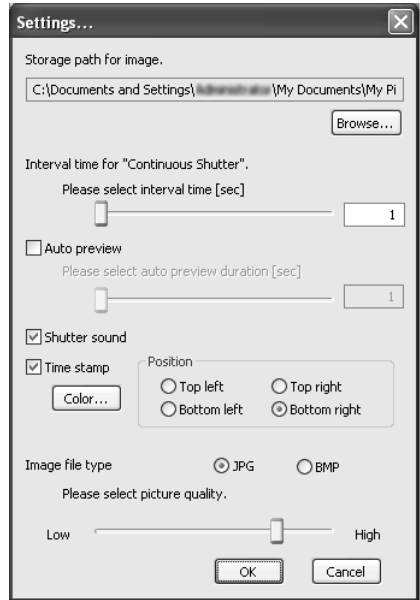 Settings...
Storage path for image.
C:\Documents and Settings\ \My Documents\My Pi
Browse...
Interval time for "Continuous Shutter".
Please select interval time [sec]
1
Auto preview
Please select auto preview duration [sec]
1
Shutter sound
Time stamp
Position
Top left Top right
Color...
Bottom left Bottom right
Image file type JPG BMP
Please select picture quality.
Low High
OK Cancel